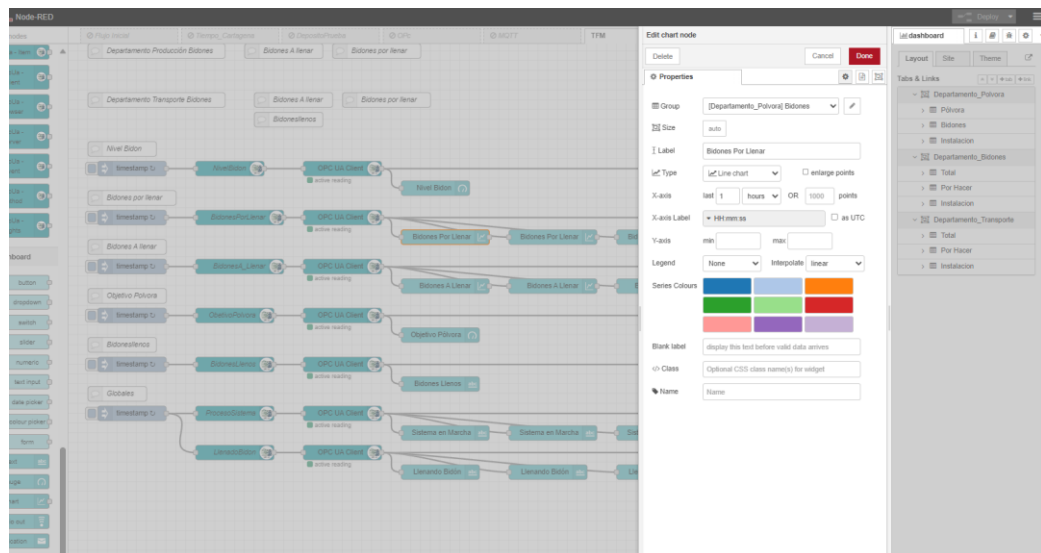 Node-RED
Deploy
nodes
Flujo Inicial
Tiempo_Cartagena
DepositoPrueba
OPc
MQTT
TFM
Departamento Producción Bidones
Bidones A llenar
Bidones por llenar
Departamento Transporte Bidones
Bidones A llenar
Bidones por llenar
Bidonesllenos
Nivel Bidon
timestamp
NivelBidon
OPC UA Client
active reading
Nivel Bidon
Bidones por llenar
timestamp
BidonesPorLlenar
OPC UA Client
active reading
Bidones Por Llenar
Bidones Por Llenar
Bidones A llenar
timestamp
BidonesA_Llenar
OPC UA Client
active reading
Bidones A Llenar
Bidones A Llenar
Objetivo Polvora
timestamp
ObjetivoPolvora
OPC UA Client
active reading
Objetivo Pólvora
Bidonesllenos
timestamp
BidonesLlenos
OPC UA Client
active reading
Bidones Llenos
Globales
timestamp
ProcesoSistema
OPC UA Client
active reading
Sistema en Marcha
Sistema en Marcha
LlenadoBidon
OPC UA Client
active reading
Llenando Bidón
Llenando Bidón
button
dropdown
switch
slider
numeric
text input
date picker
colour picker
form
Edit chart node
Delete
Cancel
Done
Properties
Group
[Departamento_Polvora] Bidones
Size
auto
Label
Bidones Por Llenar
Type
Line chart
enlarge points
X-axis
last 1 hours OR 1000 points
X-axis Label
HH:mm:ss
as UTC
Y-axis
min
max
Legend
None
Interpolate
linear
Series Colours
Blank label
display this text before valid data arrives
Class
Optional CSS class name(s) for widget
Name
Name
dashboard
Layout
Site
Theme
Tabs & Links
Departamento_Polvora
Pólvora
Bidones
Instalacion
Departamento_Bidones
Total
Por Hacer
Instalacion
Departamento_Transporte
Total
Por Hacer
Instalacion